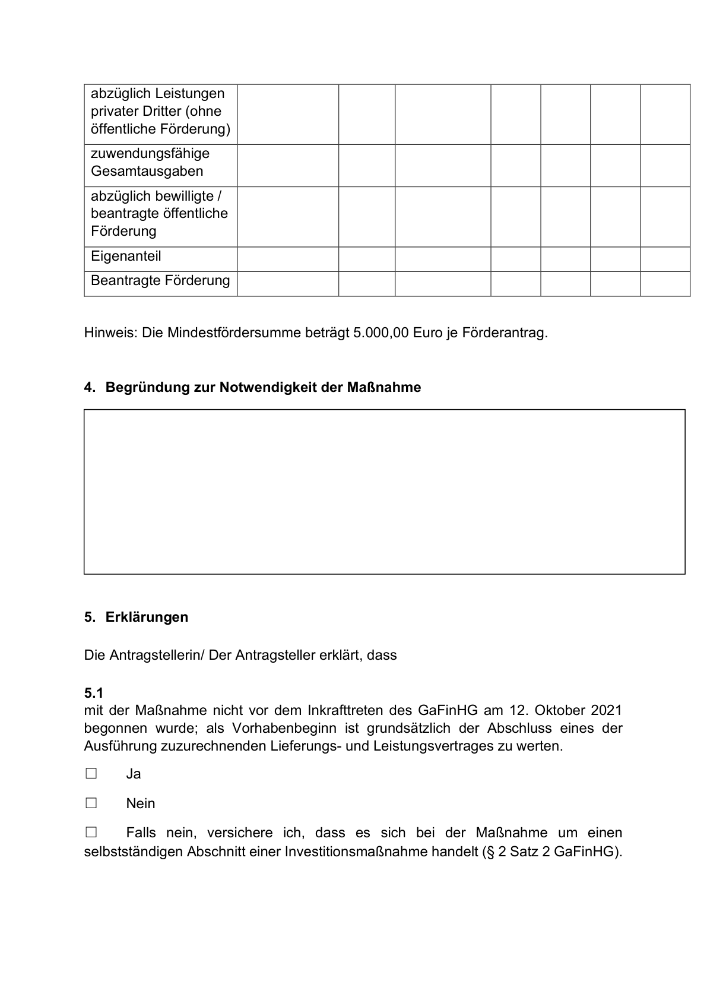 abzüglich Leistungen
privater Dritter (ohne
öffentliche Förderung)
zuwendungsfähige
Gesamtausgaben
abzüglich bewilligte /
beantragte öffentliche
Förderung
Eigenanteil
Beantragte Förderung
Hinweis: Die Mindestfördersumme beträgt 5.000,00 Euro je Förderantrag.
4. Begründung zur Notwendigkeit der Maßnahme
5. Erklärungen
Die Antragstellerin/ Der Antragsteller erklärt, dass
5.1
mit der Maßnahme nicht vor dem Inkrafttreten des GaFinHG am 12. Oktober 2021
begonnen wurde; als Vorhabenbeginn ist grundsätzlich der Abschluss eines der
Ausführung zuzurechnenden Lieferungs- und Leistungsvertrages zu werten.
☐ Ja
☐ Nein
☐ Falls nein, versichere ich, dass es sich bei der Maßnahme um einen
selbstständigen Abschnitt einer Investitionsmaßnahme handelt (§ 2 Satz 2 GaFinHG).